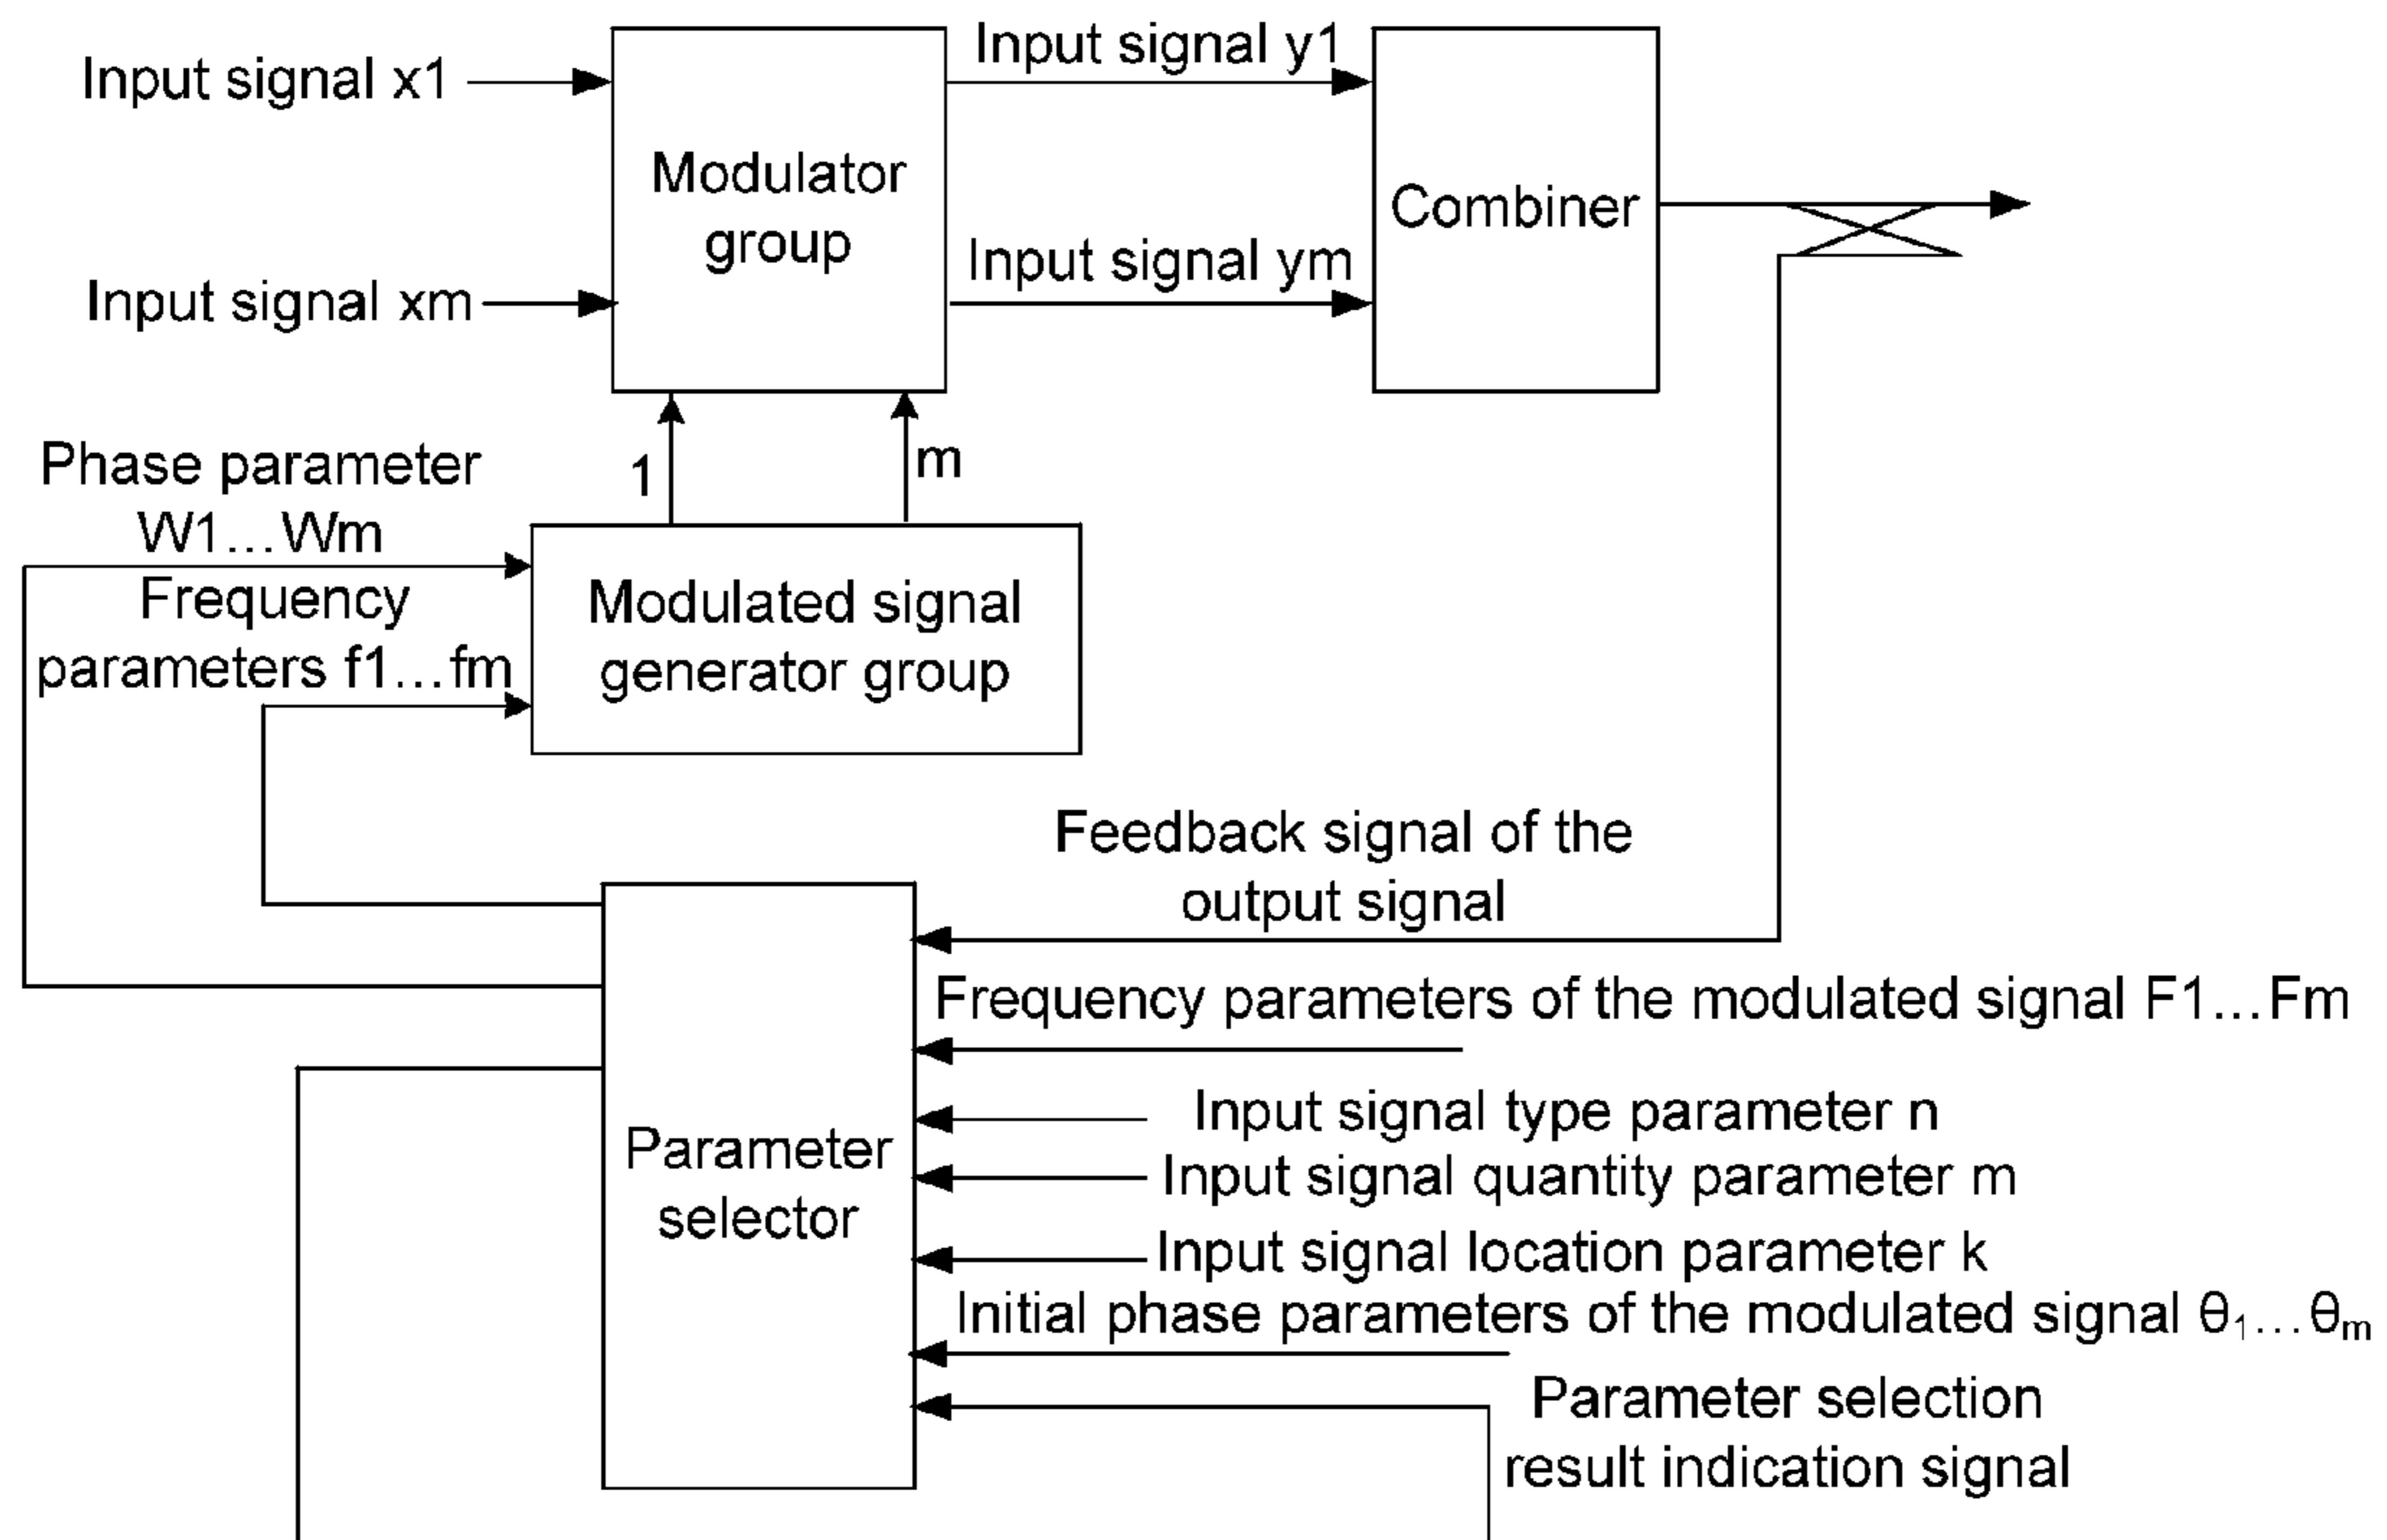 Input signal x1
Input signal y1
Modulator
group
Combiner
Input signal xm
Input signal ym
1
m
Phase parameter
W1...Wm
Frequency
parameters f1...fm
Modulated signal
generator group
Feedback signal of the
output signal
Frequency parameters of the modulated signal F1...Fm
Input signal type parameter n
Parameter
selector
Input signal quantity parameter m
Input signal location parameter k
Initial phase parameters of the modulated signal θ₁...θₘ
Parameter selection
result indication signal